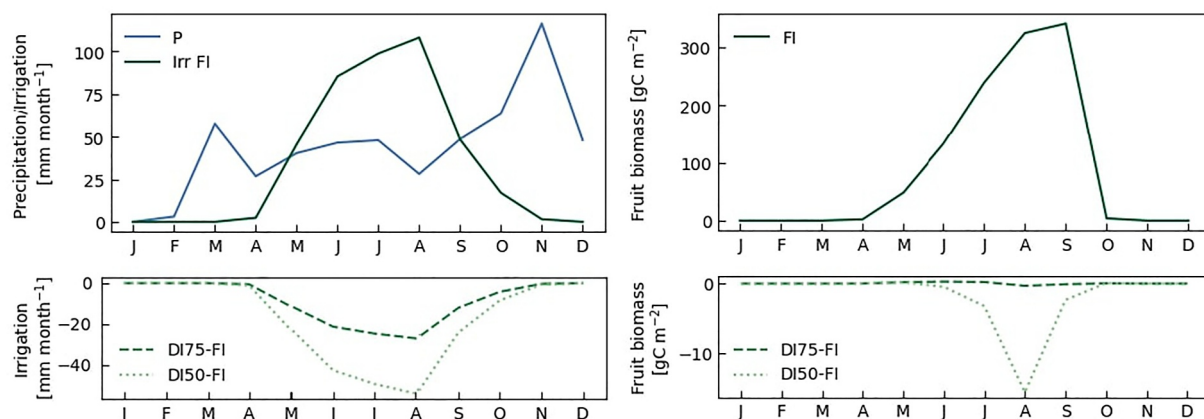 Precipitation/Irrigation
[mm month⁻¹]
100
75
50
25
0
P
Irr FI
J F M A M J J A S O N D
Fruit biomass [gC m⁻²]
300
200
100
0
FI
J F M A M J J A S O N D
Irrigation
[mm month⁻¹]
0
−20
−40
DI75-FI
DI50-FI
J F M A M J J A S O N D
Fruit biomass
[gC m⁻²]
0
−10
DI75-FI
DI50-FI
J F M A M J J A S O N D